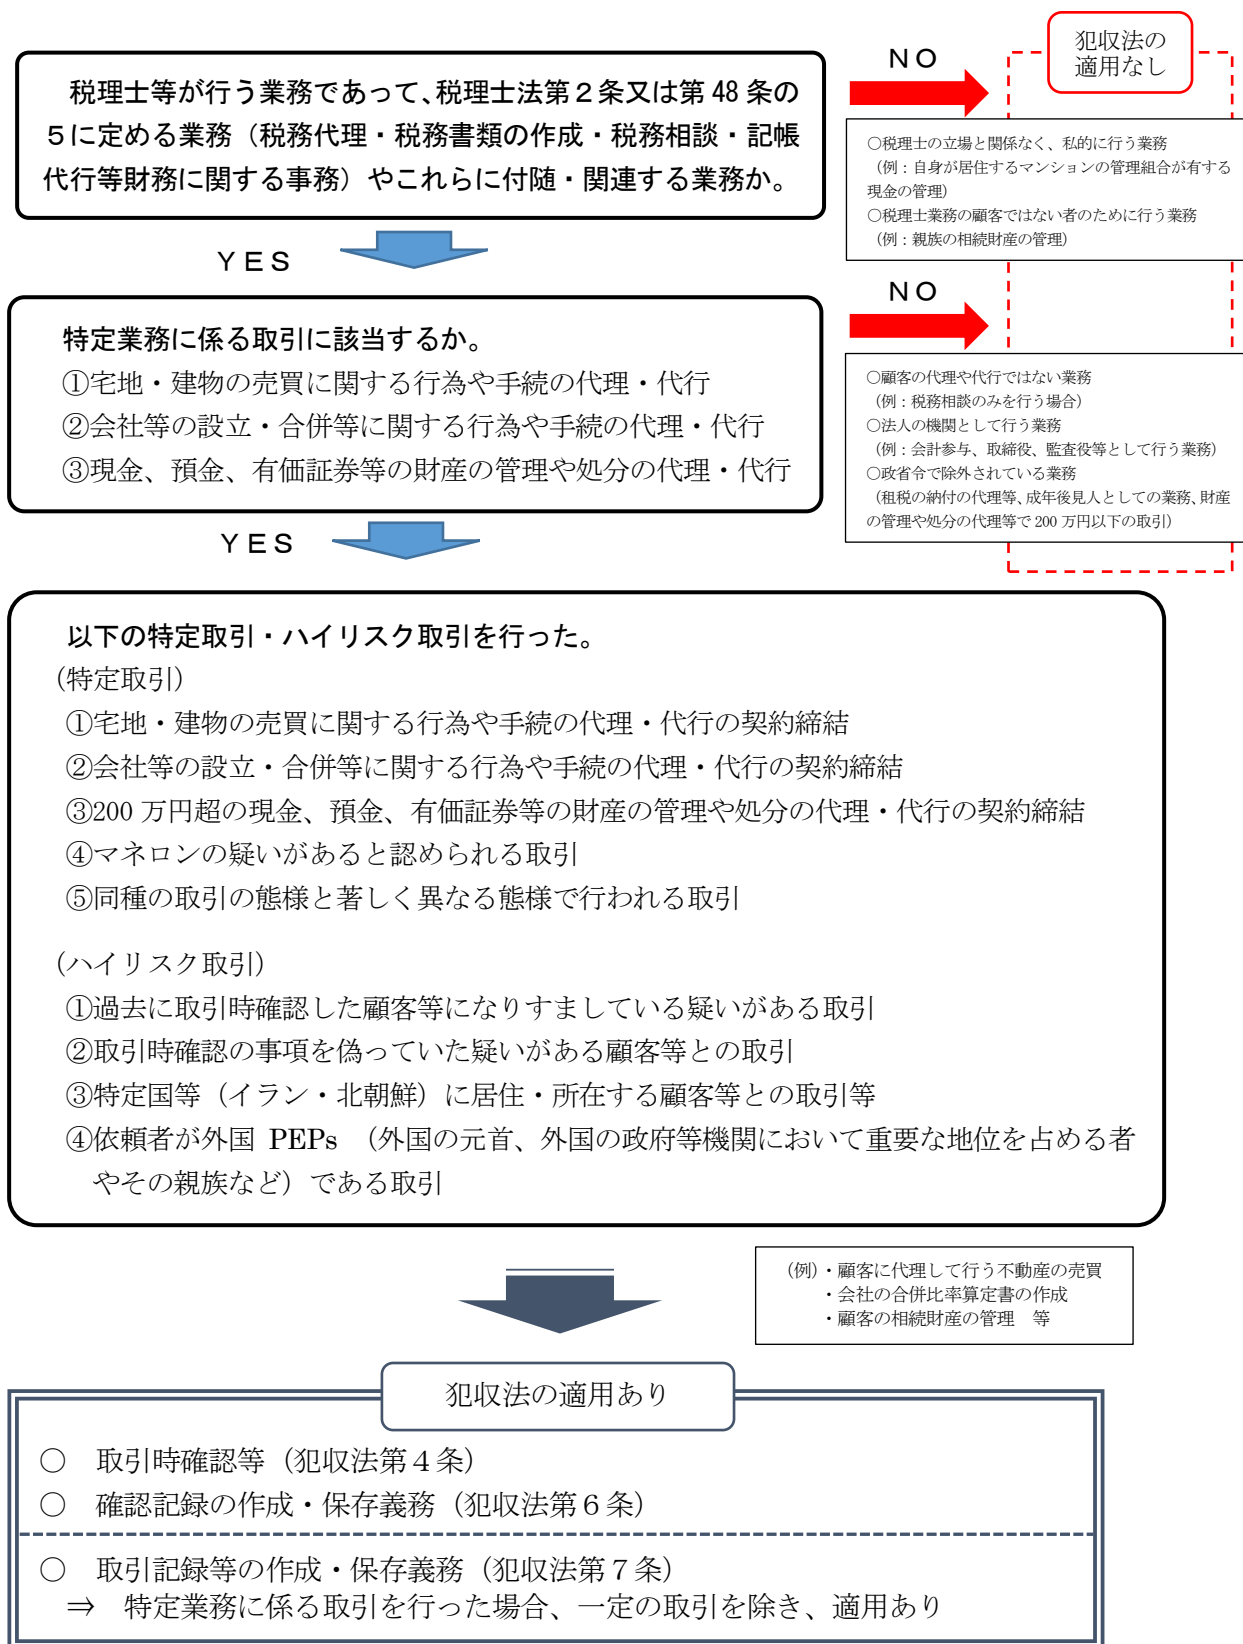 税理士等が行う業務であって、税理士法第２条又は第 48 条の
５に定める業務（税務代理・税務書類の作成・税務相談・記帳
代行等財務に関する事務）やこれらに付随・関連する業務か。
ＮＯ
犯収法の
適用なし
○税理士の立場と関係なく、私的に行う業務
（例：自身が居住するマンションの管理組合が有する
現金の管理）
○税理士業務の顧客ではない者のために行う業務
（例：親族の相続財産の管理）
ＹＥＳ
特定業務に係る取引に該当するか。
①宅地・建物の売買に関する行為や手続の代理・代行
②会社等の設立・合併等に関する行為や手続の代理・代行
③現金、預金、有価証券等の財産の管理や処分の代理・代行
ＮＯ
○顧客の代理や代行ではない業務
（例：税務相談のみを行う場合）
○法人の機関として行う業務
（例：会計参与、取締役、監査役等として行う業務）
○政省令で除外されている業務
（租税の納付の代理等、成年後見人としての業務、財産
の管理や処分の代理等で 200 万円以下の取引）
ＹＥＳ
以下の特定取引・ハイリスク取引を行った。
（特定取引）
①宅地・建物の売買に関する行為や手続の代理・代行の契約締結
②会社等の設立・合併等に関する行為や手続の代理・代行の契約締結
③200 万円超の現金、預金、有価証券等の財産の管理や処分の代理・代行の契約締結
④マネロンの疑いがあると認められる取引
⑤同種の取引の態様と著しく異なる態様で行われる取引
（ハイリスク取引）
①過去に取引時確認した顧客等になりすましている疑いがある取引
②取引時確認の事項を偽っていた疑いがある顧客等との取引
③特定国等（イラン・北朝鮮）に居住・所在する顧客等との取引等
④依頼者が外国 PEPs （外国の元首、外国の政府等機関において重要な地位を占める者
やその親族など）である取引
（例）・顧客に代理して行う不動産の売買
・会社の合併比率算定書の作成
・顧客の相続財産の管理　等
犯収法の適用あり
○　取引時確認等（犯収法第４条）
○　確認記録の作成・保存義務（犯収法第６条）
○　取引記録等の作成・保存義務（犯収法第７条）
⇒　特定業務に係る取引を行った場合、一定の取引を除き、適用あり